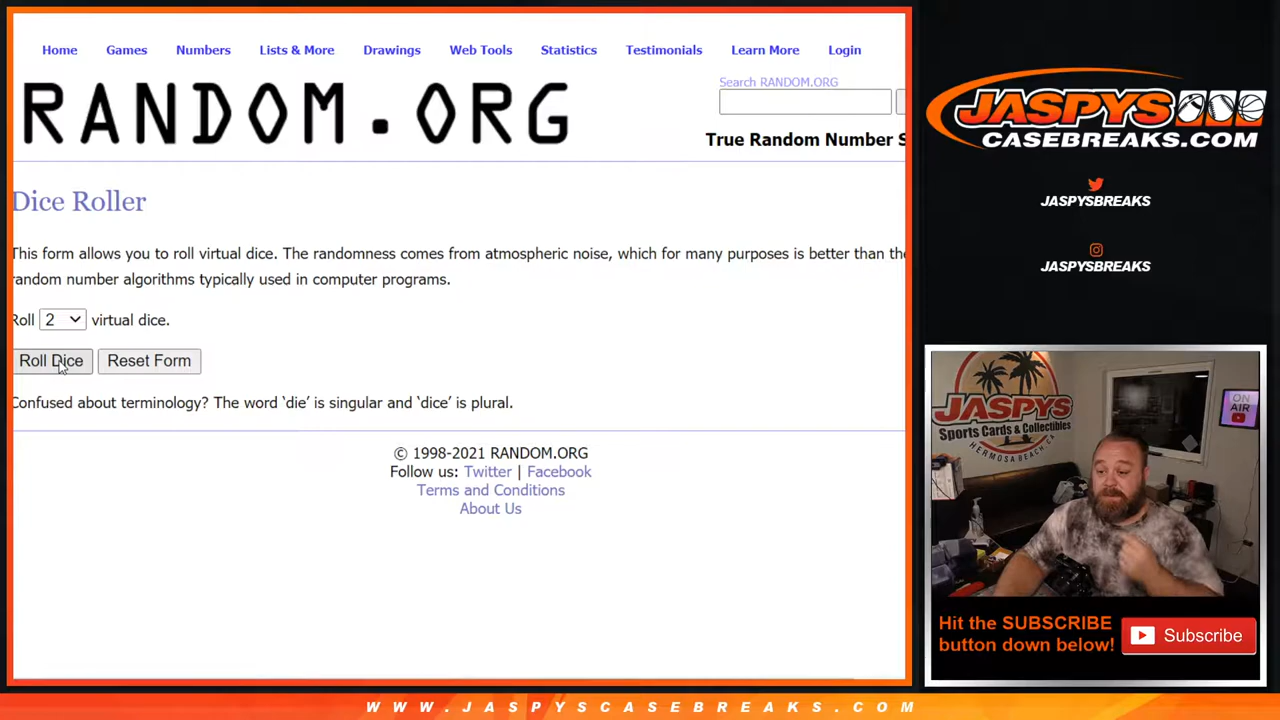 Home Games Numbers Lists & More Drawings Web Tools Statistics Testimonials Learn More Login
Search RANDOM.ORG
RANDOM.ORG
True Random Number S
Dice Roller
This form allows you to roll virtual dice. The randomness comes from atmospheric noise, which for many purposes is better than the
random number algorithms typically used in computer programs.
Roll 2 virtual dice.
Roll Dice Reset Form
Confused about terminology? The word ‘die’ is singular and ‘dice’ is plural.
© 1998-2021 RANDOM.ORG
Follow us: Twitter | Facebook
Terms and Conditions
About Us
JASPYS
CASEBREAKS.COM
JASPYSBREAKS
JASPYSBREAKS
JASPYS
Sports Cards & Collectibles
HERMOSA BEACH, CA
ON
AIR
Hit the SUBSCRIBE
button down below!
Subscribe
WWW.JASPYSCASEBREAKS.COM